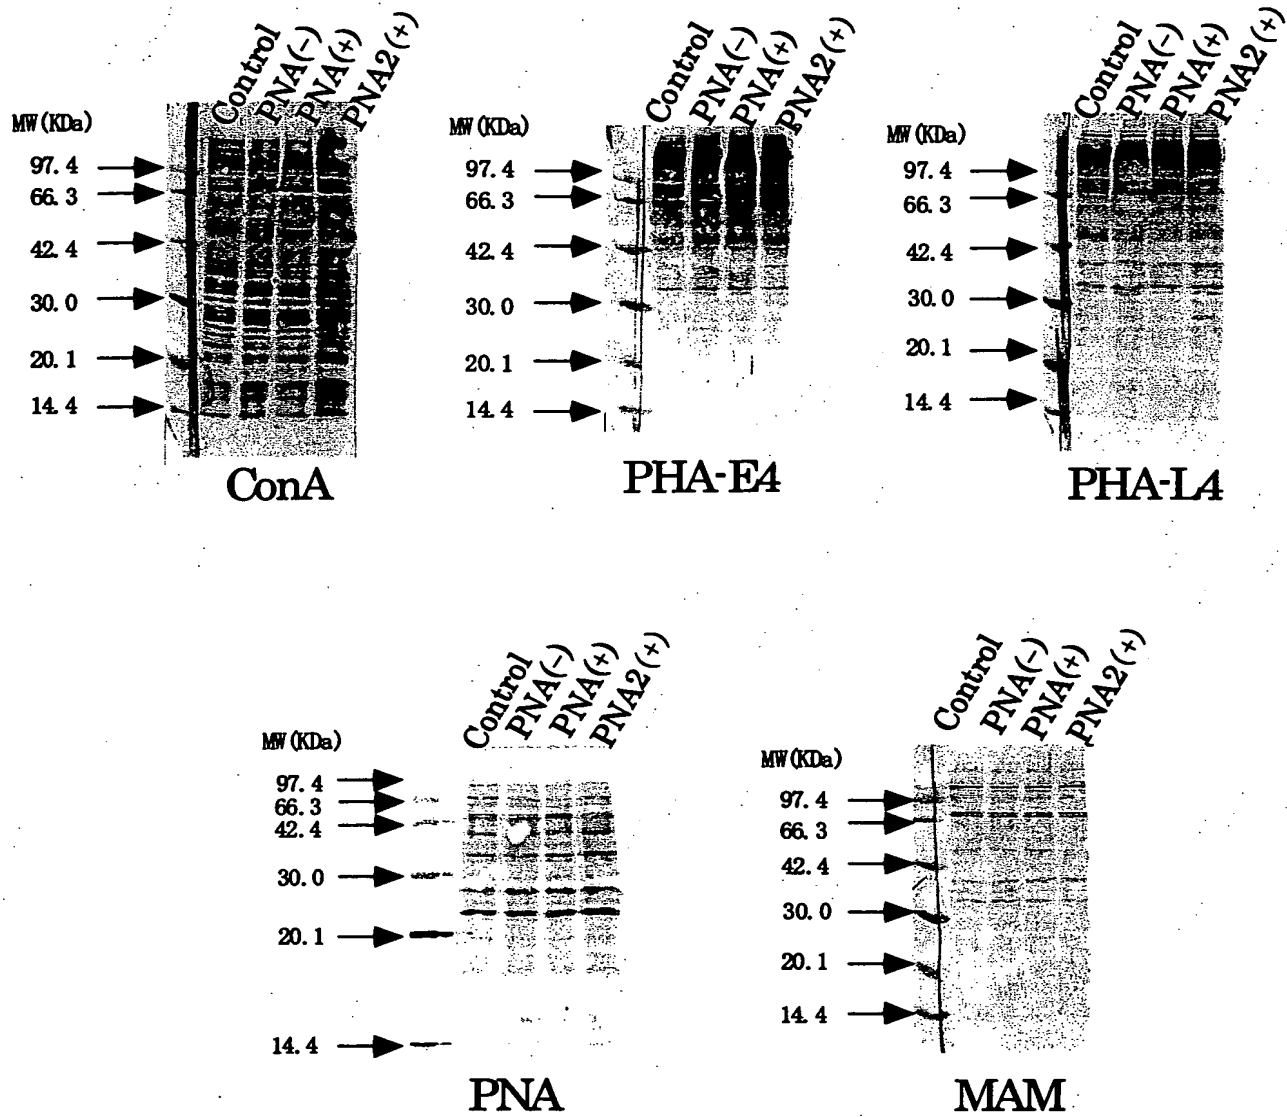 Control PNA(-) PNA(+) PNA2(+)
MW(KDa)
97.4
66.3
42.4
30.0
20.1
14.4
ConA
Control PNA(-) PNA(+) PNA2(+)
MW(KDa)
97.4
66.3
42.4
30.0
20.1
14.4
PHA-E4
Control PNA(-) PNA(+) PNA2(+)
MW(KDa)
97.4
66.3
42.4
30.0
20.1
14.4
PHA-L4
Control PNA(-) PNA(+) PNA2(+)
MW(KDa)
97.4
66.3
42.4
30.0
20.1
14.4
PNA
Control PNA(-) PNA(+) PNA2(+)
MW(KDa)
97.4
66.3
42.4
30.0
20.1
14.4
MAM